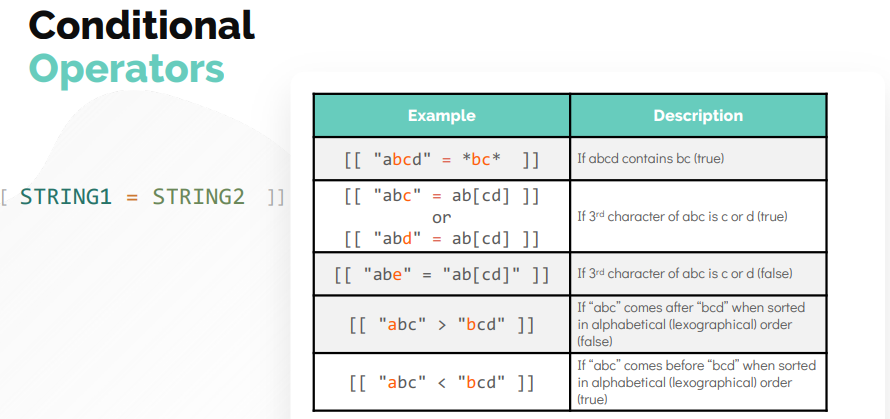 Conditional
Operators
[ STRING1 = STRING2 ]]
Example Description
[[ "abcd" = *bc* ]] If abcd contains bc (true)
[[ "abc" = ab[cd] ]]
or
[[ "abd" = ab[cd] ]]
If 3rd character of abc is c or d (true)
[[ "abe" = "ab[cd]" ]] If 3rd character of abc is c or d (false)
[[ "abc" > "bcd" ]]
If “abc” comes after “bcd” when sorted
in alphabetical (lexographical) order
(false)
[[ "abc" < "bcd" ]]
If “abc” comes before “bcd” when sorted
in alphabetical (lexographical) order
(true)